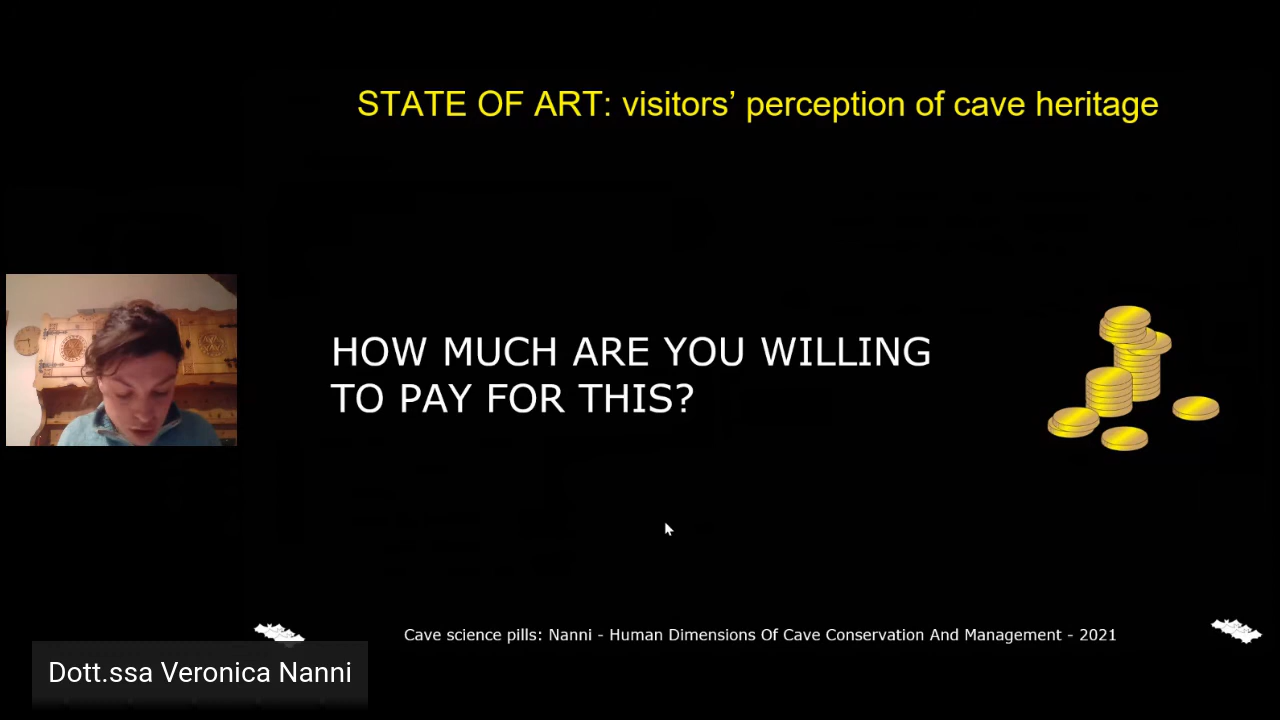 STATE OF ART: visitors’ perception of cave heritage
HOW MUCH ARE YOU WILLING
TO PAY FOR THIS?
Cave science pills: Nanni - Human Dimensions Of Cave Conservation And Management - 2021
Dott.ssa Veronica Nanni